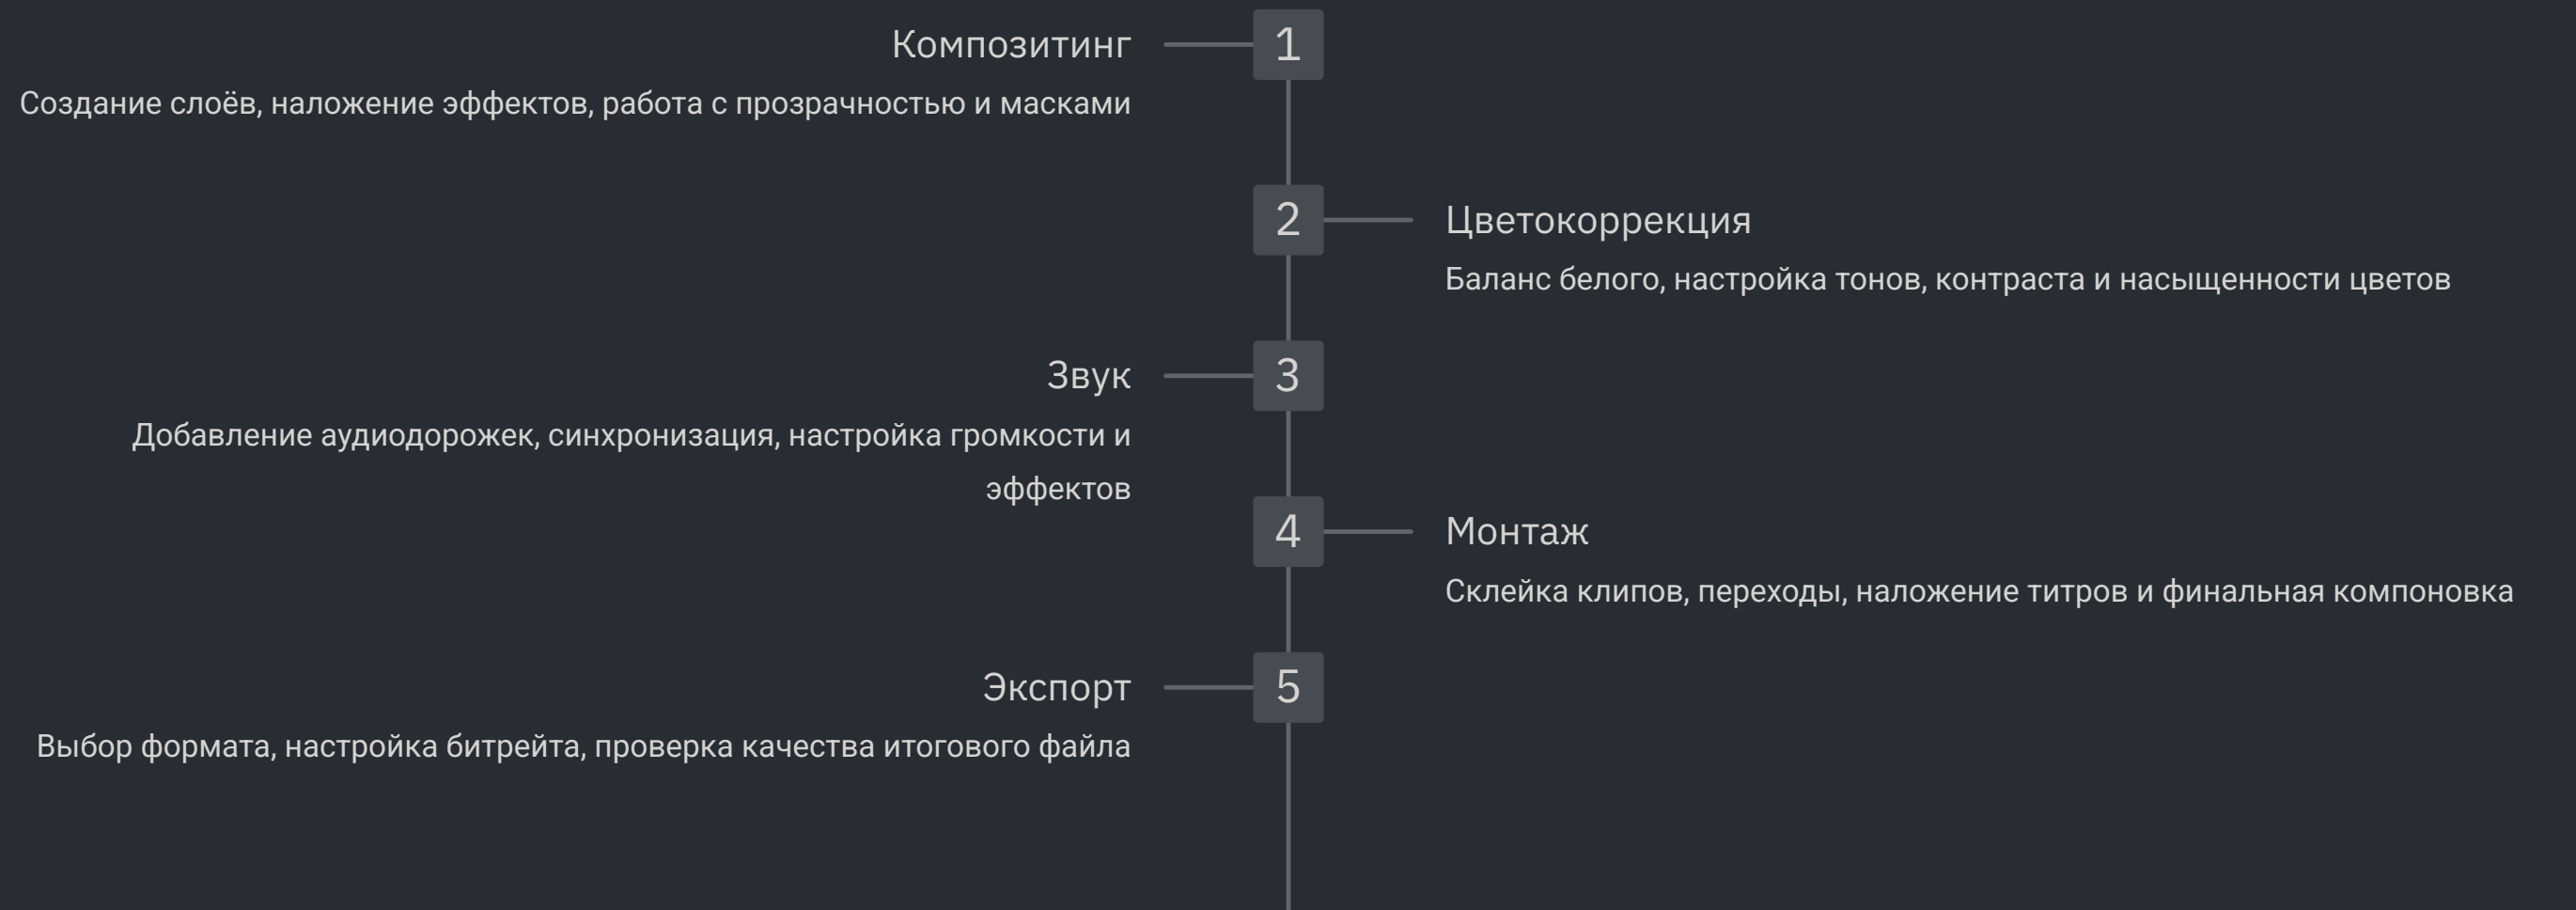 Композитинг
1
Создание слоёв, наложение эффектов, работа с прозрачностью и масками
2
Цветокоррекция
Баланс белого, настройка тонов, контраста и насыщенности цветов
Звук
3
Добавление аудиодорожек, синхронизация, настройка громкости и
эффектов
4
Монтаж
Склейка клипов, переходы, наложение титров и финальная компоновка
Экспорт
5
Выбор формата, настройка битрейта, проверка качества итогового файла